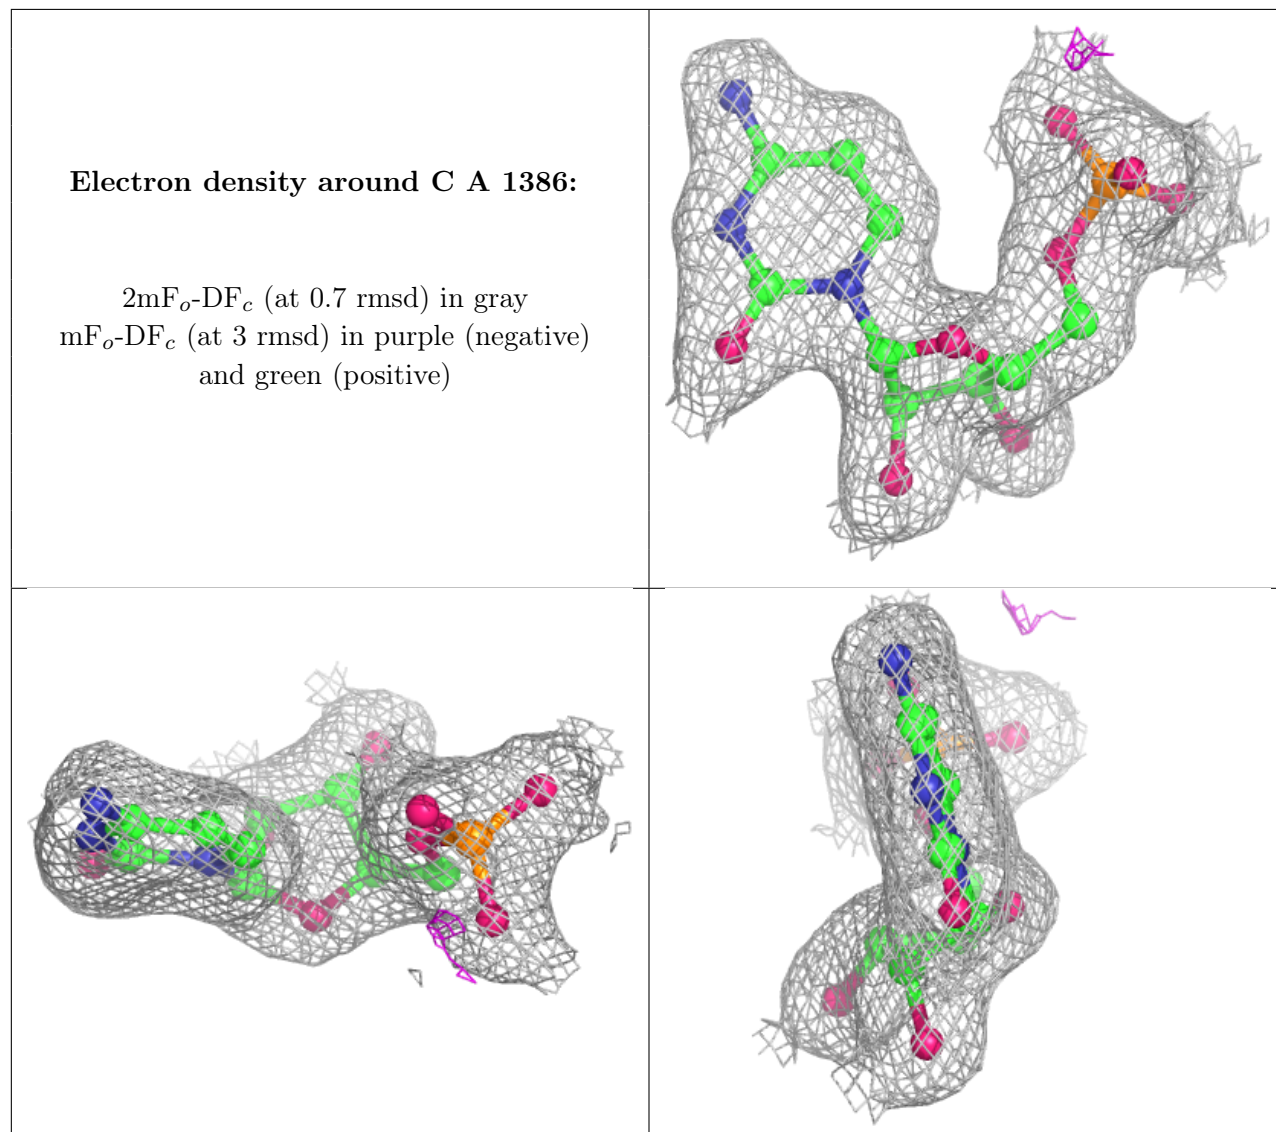 Electron density around C A 1386:
2mFo-DFc (at 0.7 rmsd) in gray
mFo-DFc (at 3 rmsd) in purple (negative)
and green (positive)